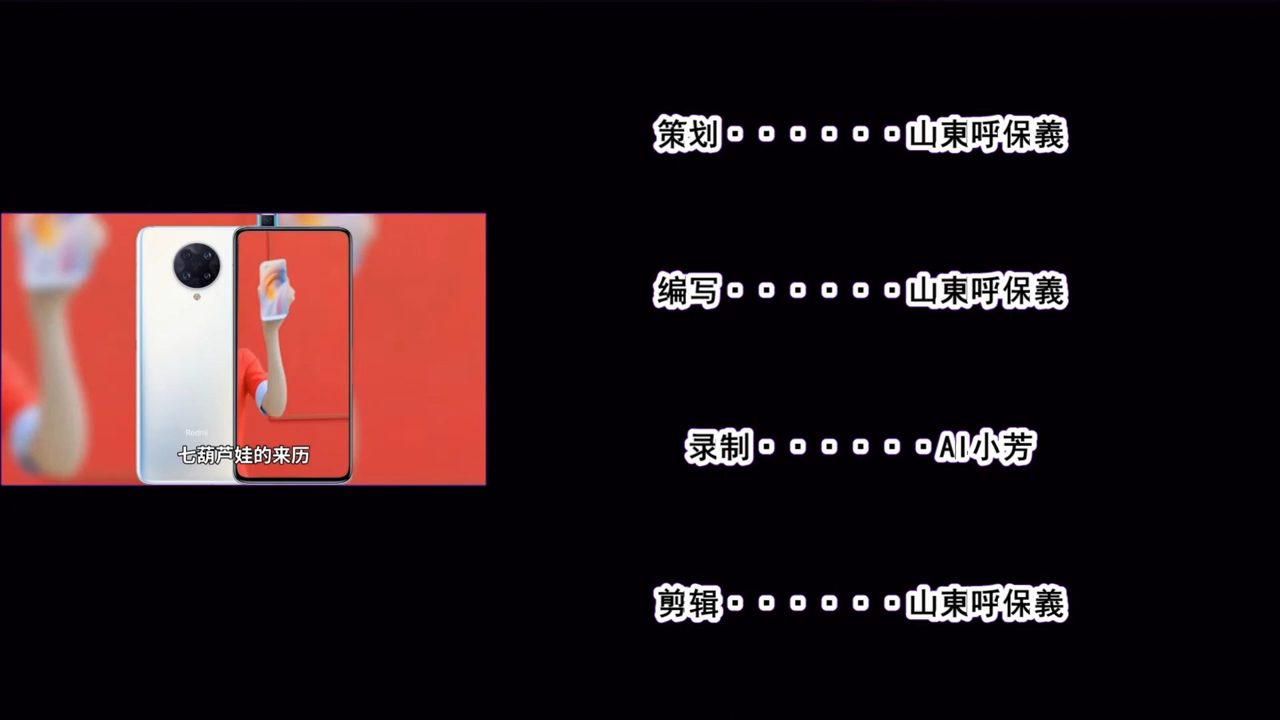 策划・・・・・・山東呼保義
编写・・・・・・山東呼保義
Redmi
七葫芦娃的来历
录制・・・・・・AI小芳
剪辑・・・・・・山東呼保義